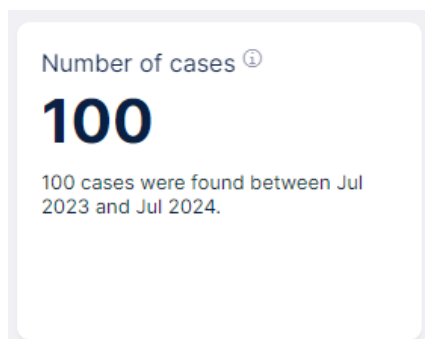 Number of cases
100
100 cases were found between Jul
2023 and Jul 2024.